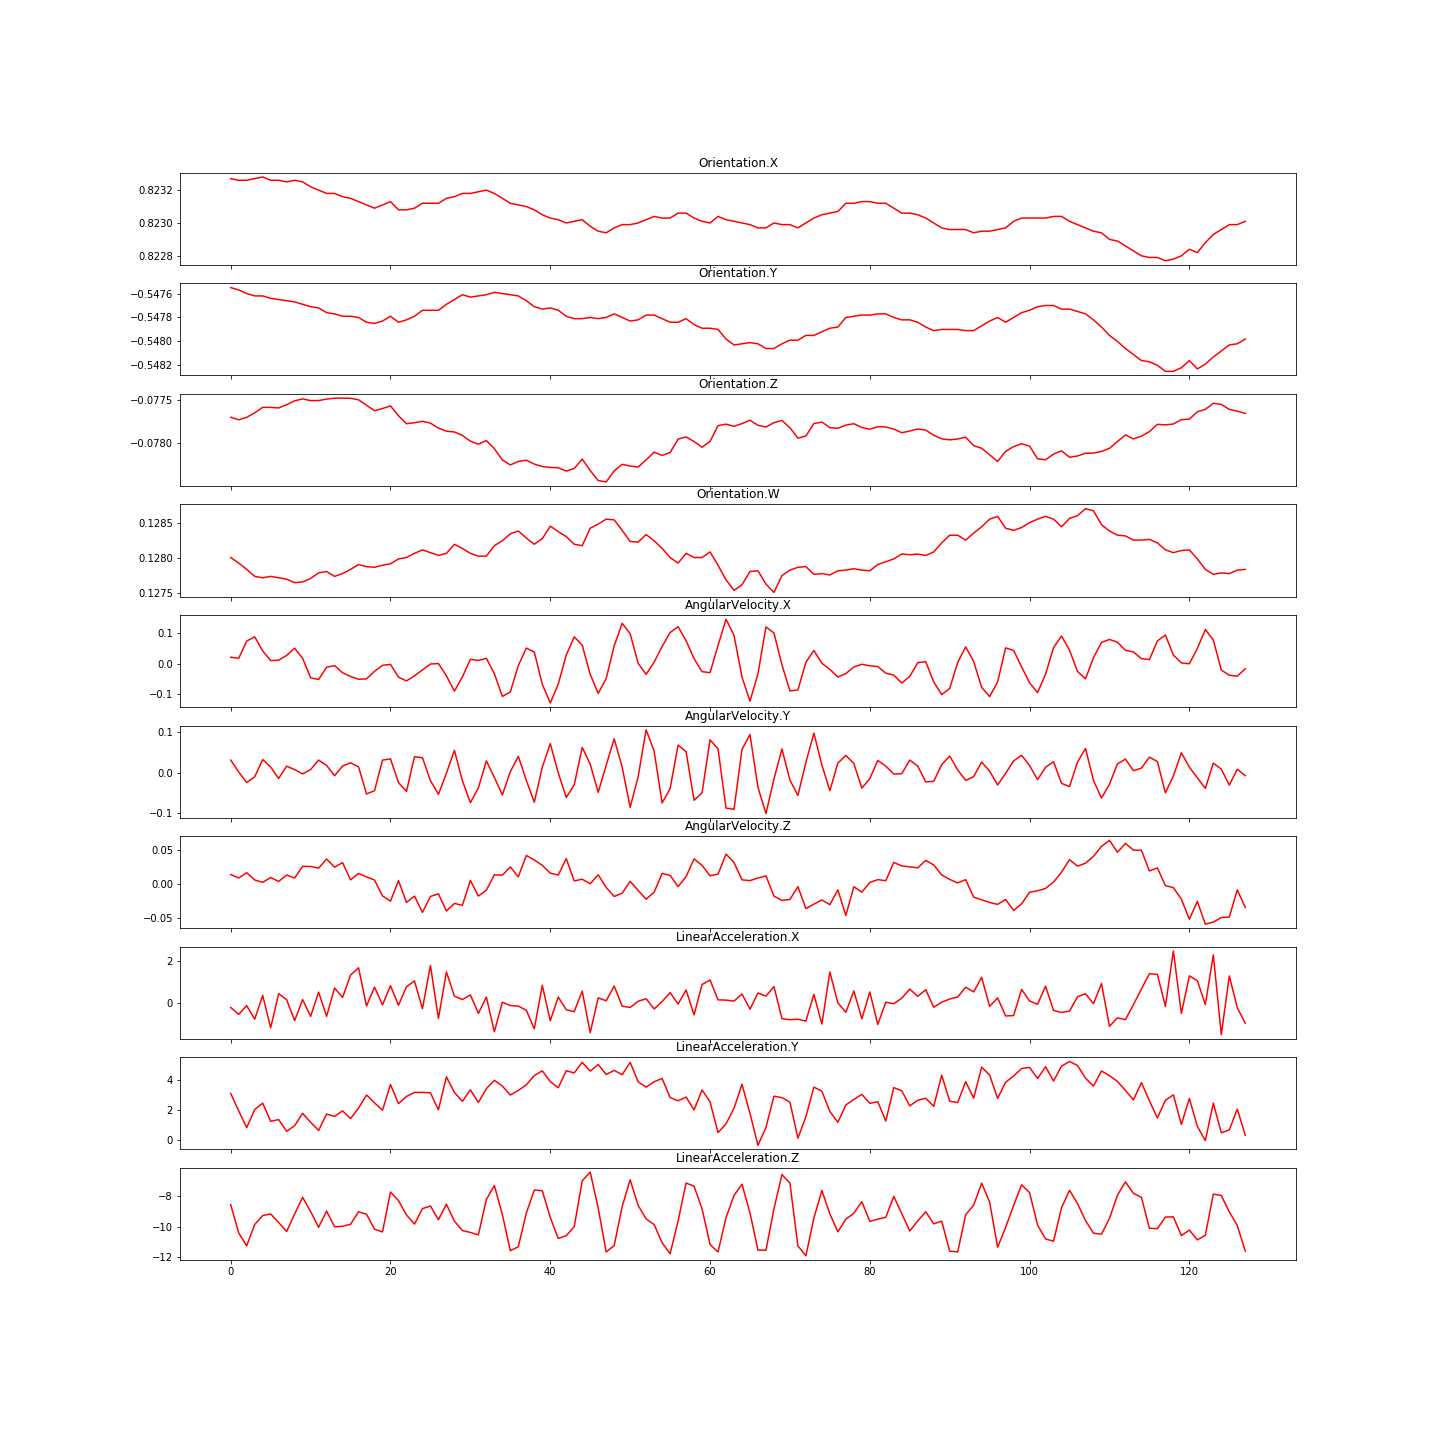 Orientation.X
0.8232
0.8230
0.8228
Orientation.Y
−0.5476
−0.5478
−0.5480
−0.5482
Orientation.Z
−0.0775
−0.0780
Orientation.W
0.1285
0.1280
0.1275
AngularVelocity.X
0.1
0.0
−0.1
AngularVelocity.Y
0.1
0.0
−0.1
AngularVelocity.Z
0.05
0.00
−0.05
LinearAcceleration.X
2
0
LinearAcceleration.Y
4
2
0
LinearAcceleration.Z
−8
−10
−12
0 20 40 60 80 100 120